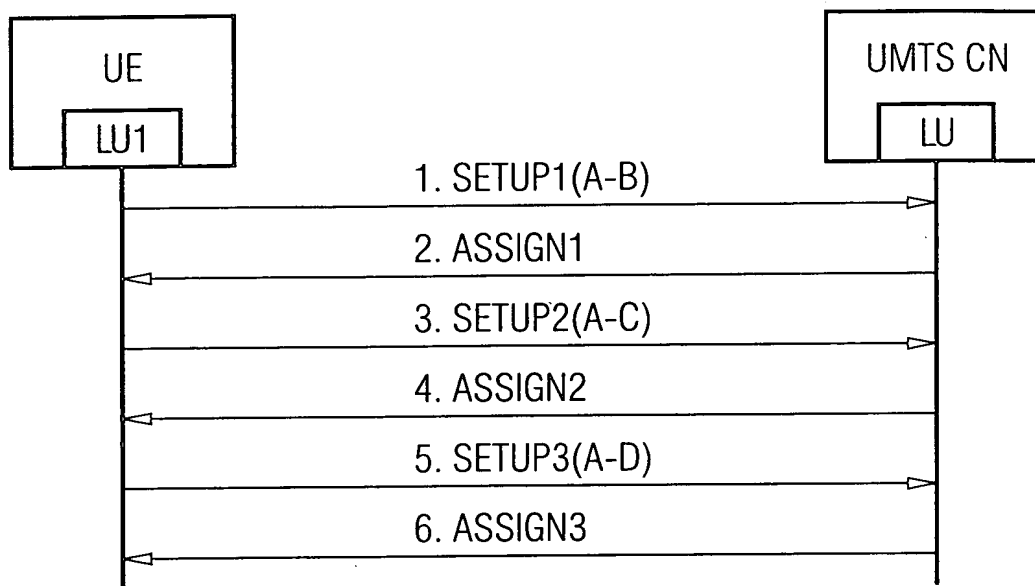 UE
UMTS CN
LU1
LU
1. SETUP1(A-B)
2. ASSIGN1
3. SETUP2(A-C)
4. ASSIGN2
5. SETUP3(A-D)
6. ASSIGN3